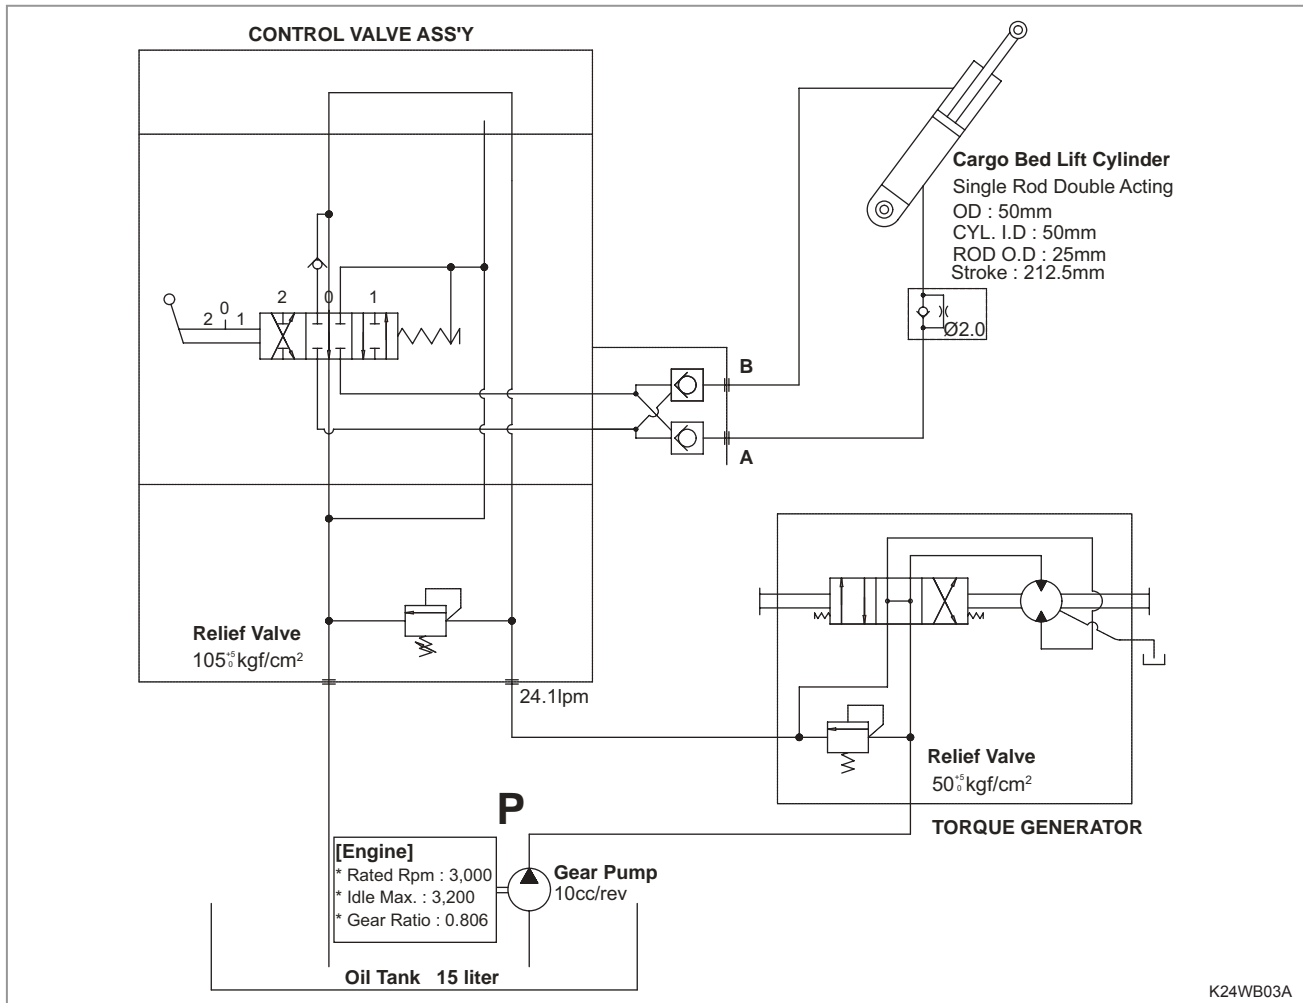 CONTROL VALVE ASS'Y
Cargo Bed Lift Cylinder
Single Rod Double Acting
OD : 50mm
CYL. I.D : 50mm
ROD O.D : 25mm
Stroke : 212.5mm
2 0 1
2 0 1
Ø2.0
B
A
Relief Valve
105 +5 0 kgf/cm²
24.1lpm
Relief Valve
50 +5 0 kgf/cm²
TORQUE GENERATOR
P
[Engine]
* Rated Rpm : 3,000
* Idle Max. : 3,200
* Gear Ratio : 0.806
Gear Pump
10cc/rev
Oil Tank 15 liter
K24WB03A